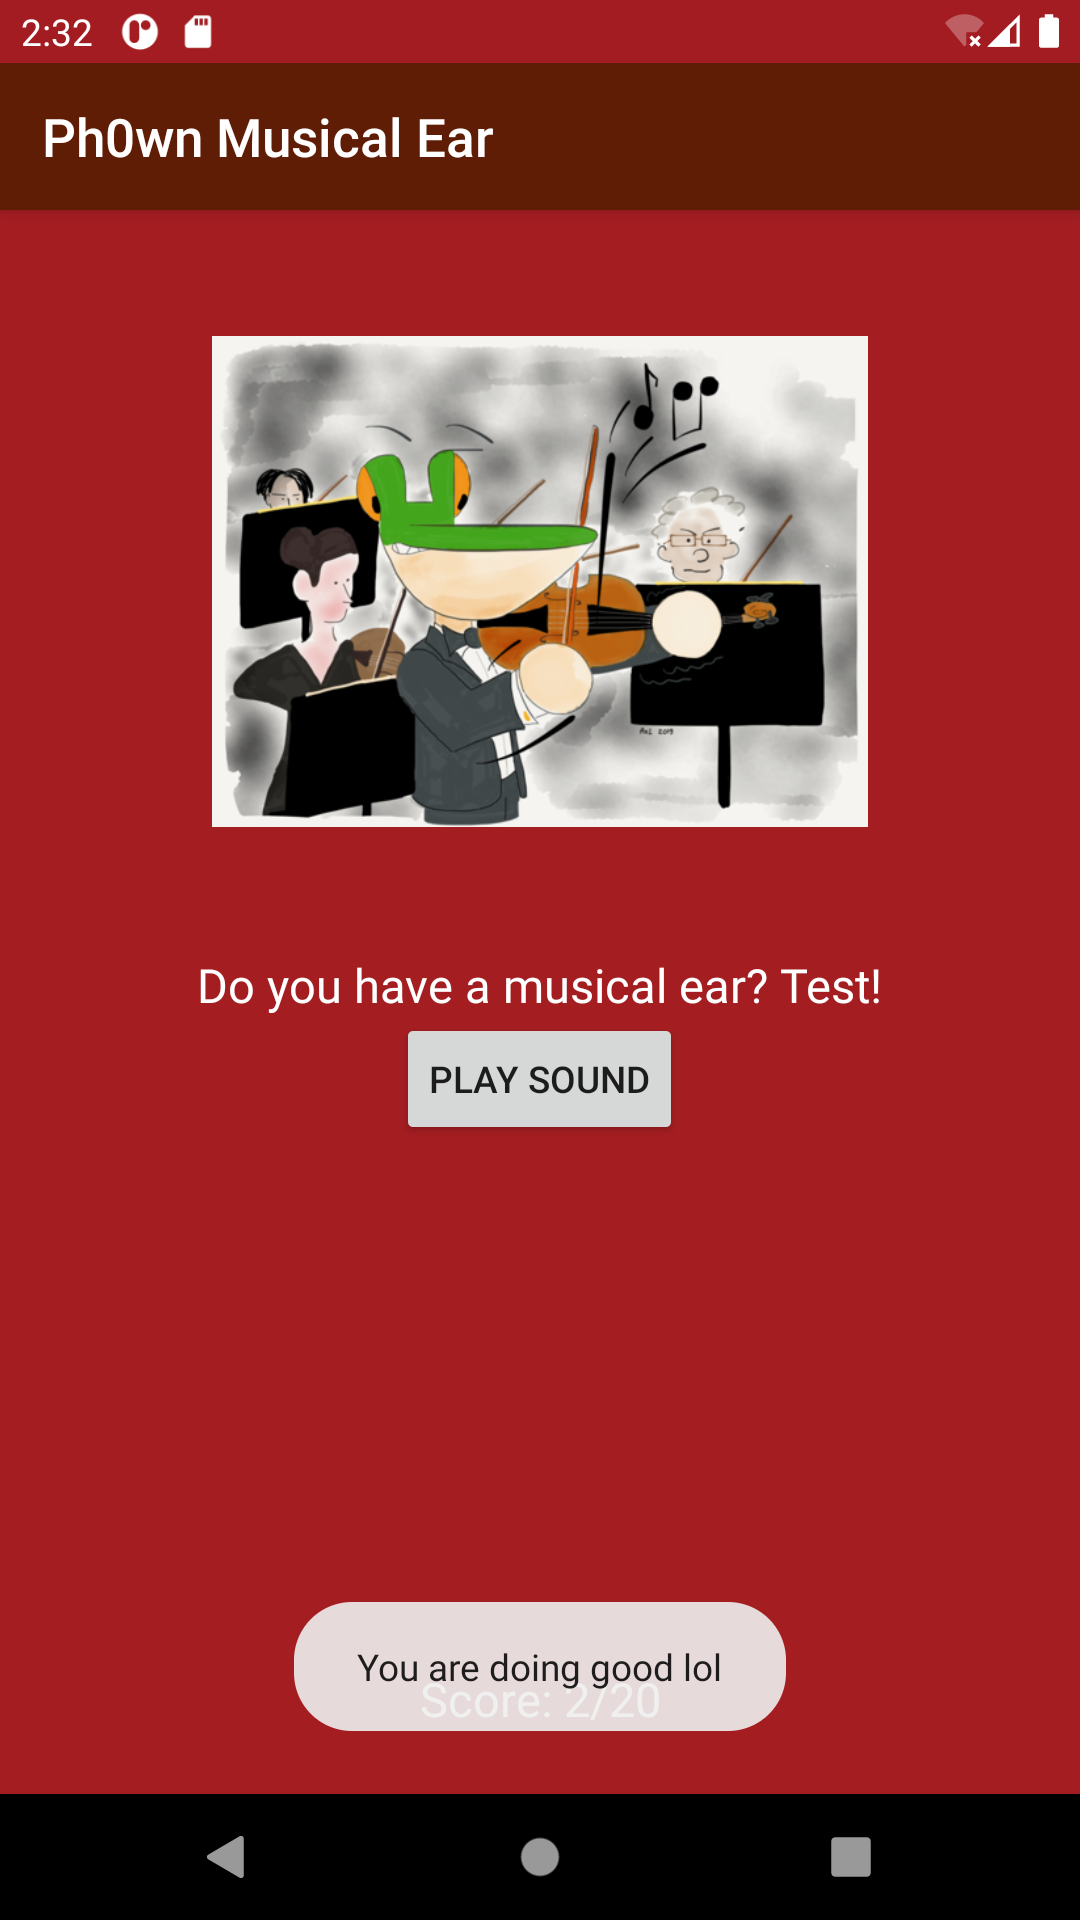 2:32
Ph0wn Musical Ear
AxL 2019
Do you have a musical ear? Test!
PLAY SOUND
You are doing good lol
Score: 2/20